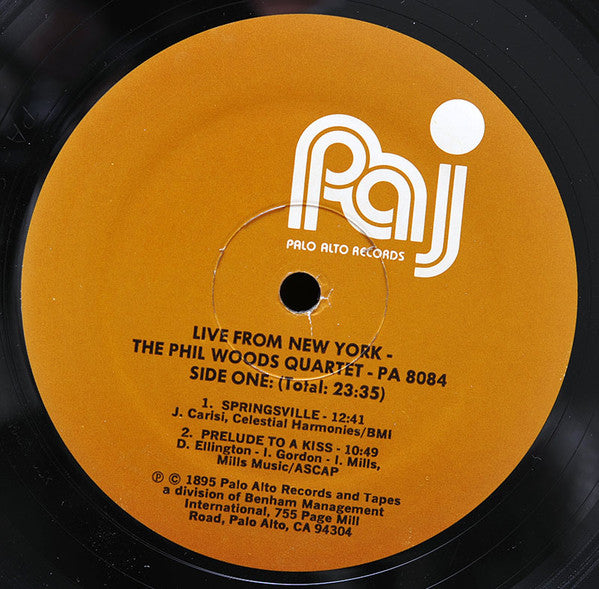 Paj
PALO ALTO RECORDS
LIVE FROM NEW YORK -
THE PHIL WOODS QUARTET - PA 8084
SIDE ONE: (Total: 23:35)
1. SPRINGSVILLE - 12:41
J. Carisi, Celestial Harmonies/BMI
2. PRELUDE TO A KISS - 10:49
D. Ellington - I. Gordon - I. Mills,
Mills Music/ASCAP
℗ © 1895 Palo Alto Records and Tapes
a division of Benham Management
International, 755 Page Mill
Road, Palo Alto, CA 94304